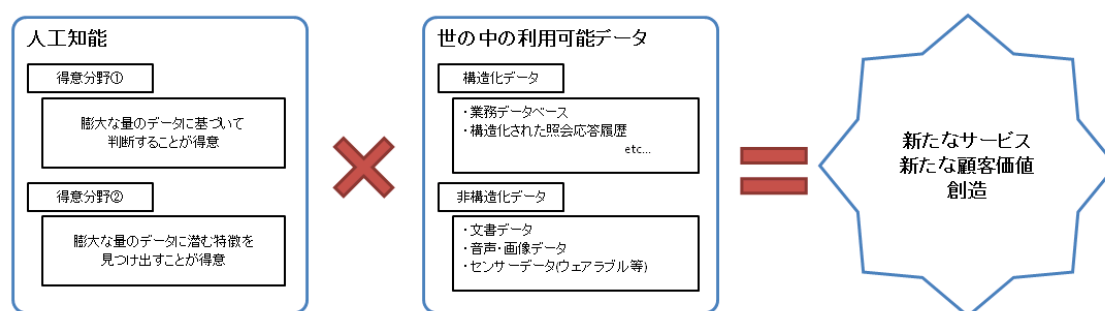 人工知能
得意分野①
膨大な量のデータに基づいて
判断することが得意
得意分野②
膨大な量のデータに潜む特徴を
見つけ出すことが得意
世の中の利用可能データ
構造化データ
・業務データベース
・構造化された照会応答履歴
etc...
非構造化データ
・文書データ
・音声・画像データ
・センサーデータ(ウェアラブル等)
新たなサービス
新たな顧客価値
創造